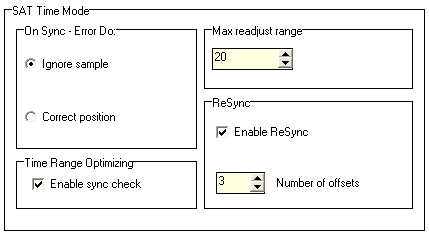 SAT Time Mode
On Sync - Error Do:
Ignore sample
Correct position
Time Range Optimizing
Enable sync check
Max readjust range
20
ReSync
Enable ReSync
3 Number of offsets